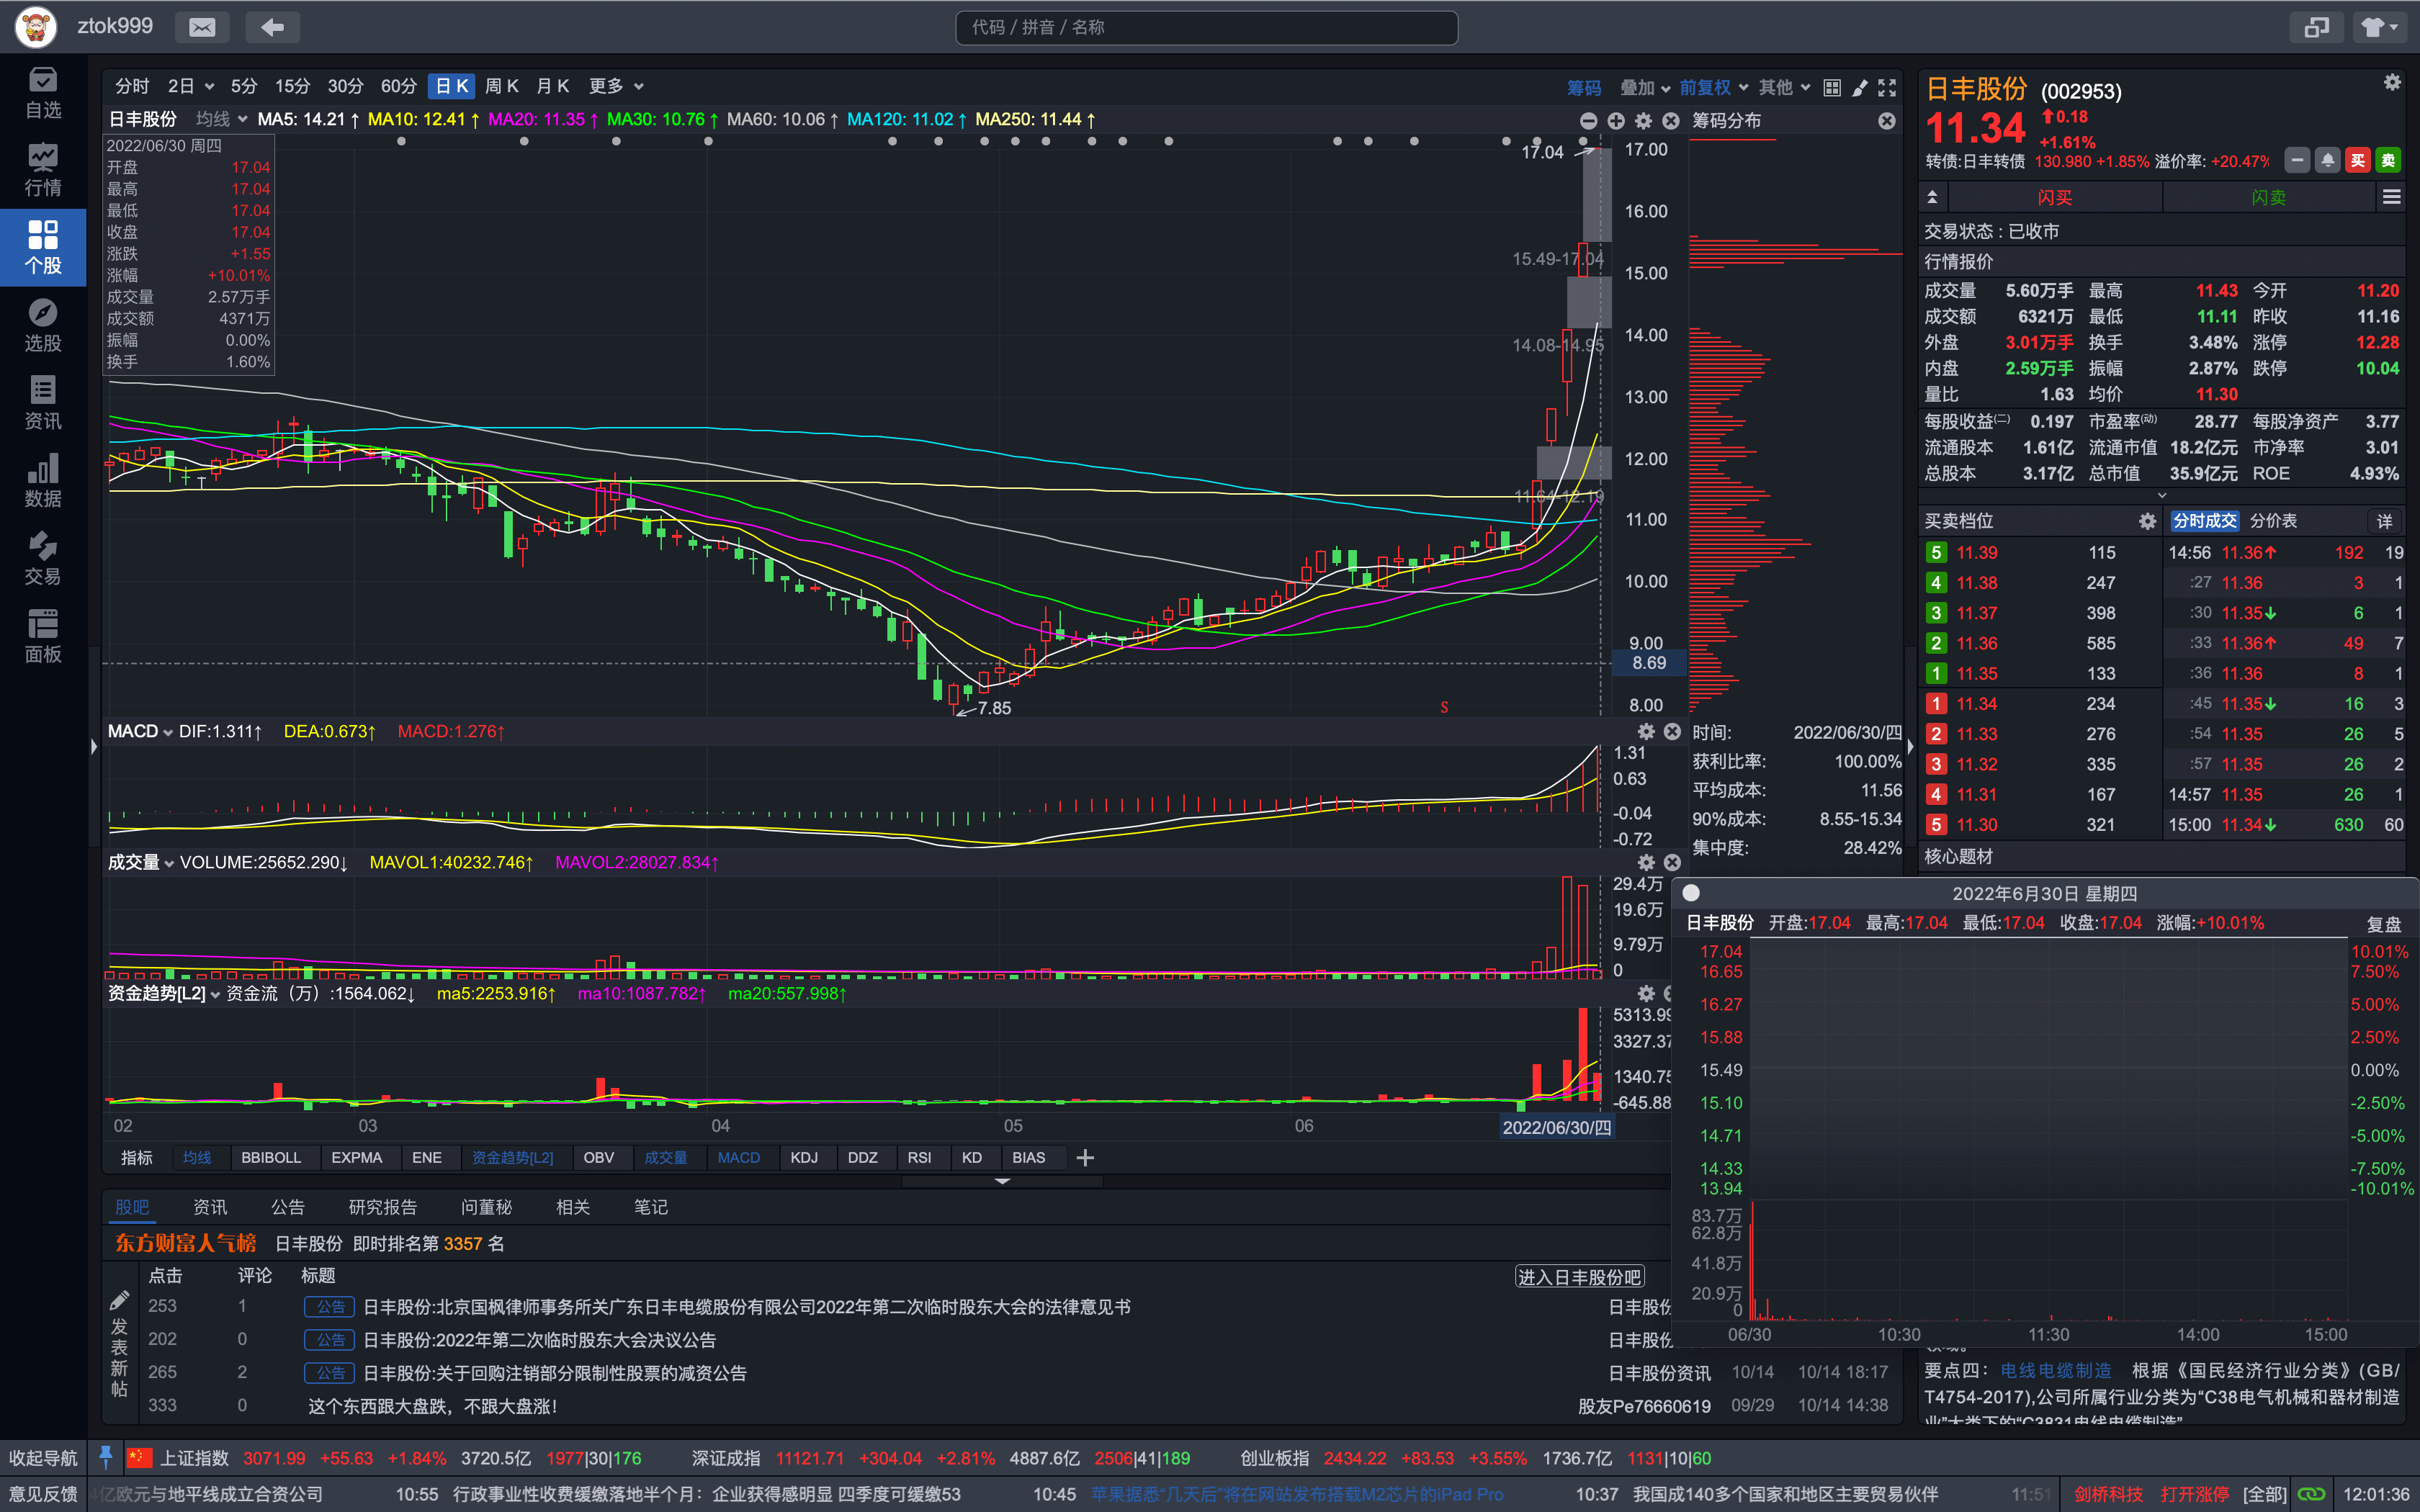 ztok999
代码 / 拼音 / 名称
自选
行情
个股
选股
资讯
数据
交易
面板
分时 2日 5分 15分 30分 60分 日K 周K 月K 更多
筹码 叠加 前复权 其他
日丰股份 均线 MA5: 14.21↑ MA10: 12.41↑ MA20: 11.35↑ MA30: 10.76↑ MA60: 10.06↑ MA120: 11.02↑ MA250: 11.44↑
筹码分布
2022/06/30 周四
开盘 17.04
最高 17.04
最低 17.04
收盘 17.04
涨跌 +1.55
涨幅 +10.01%
成交量 2.57万手
成交额 4371万
振幅 0.00%
换手 1.60%
17.04
15.49-17.04
14.08-14.95
11.64-12.19
7.85
S
17.00
16.00
15.00
14.00
13.00
12.00
11.00
10.00
9.00
8.69
8.00
MACD DIF:1.311↑ DEA:0.673↑ MACD:1.276↑
1.31
0.63
-0.04
-0.72
时间: 2022/06/30/四
获利比率: 100.00%
平均成本: 11.56
90%成本: 8.55-15.34
集中度: 28.42%
成交量 VOLUME:25652.290↓ MAVOL1:40232.746↑ MAVOL2:28027.834↑
29.4万
19.6万
9.79万
0
资金趋势[L2] 资金流（万）:1564.062↓ ma5:2253.916↑ ma10:1087.782↑ ma20:557.998↑
5313.99
3327.37
1340.75
-645.88
02 03 04 05 06 2022/06/30/四
指标 均线 BBIBOLL EXPMA ENE 资金趋势[L2] OBV 成交量 MACD KDJ DDZ RSI KD BIAS
股吧 资讯 公告 研究报告 问董秘 相关 笔记
东方财富人气榜 日丰股份 即时排名第 3357 名
点击 评论 标题 进入日丰股份吧
发表新帖
253 1 公告 日丰股份:北京国枫律师事务所关广东日丰电缆股份有限公司2022年第二次临时股东大会的法律意见书 日丰股份
202 0 公告 日丰股份:2022年第二次临时股东大会决议公告 日丰股份
265 2 公告 日丰股份:关于回购注销部分限制性股票的减资公告 日丰股份资讯 10/14 10/14 18:17
333 0 这个东西跟大盘跌，不跟大盘涨！ 股友Pe76660619 09/29 10/14 14:38
日丰股份 (002953)
11.34 0.18
+1.61%
转债:日丰转债 130.980 +1.85% 溢价率: +20.47%
买 卖
闪买 闪卖
交易状态：已收市
行情报价
成交量 5.60万手 最高 11.43 今开 11.20
成交额 6321万 最低 11.11 昨收 11.16
外盘 3.01万手 换手 3.48% 涨停 12.28
内盘 2.59万手 振幅 2.87% 跌停 10.04
量比 1.63 均价 11.30
每股收益(二) 0.197 市盈率(动) 28.77 每股净资产 3.77
流通股本 1.61亿 流通市值 18.2亿元 市净率 3.01
总股本 3.17亿 总市值 35.9亿元 ROE 4.93%
买卖档位 分时成交 分价表 详
5 11.39 115 14:56 11.36↑ 192 19
4 11.38 247 :27 11.36 3 1
3 11.37 398 :30 11.35↓ 6 1
2 11.36 585 :33 11.36↑ 49 7
1 11.35 133 :36 11.36 8 1
1 11.34 234 :45 11.35↓ 16 3
2 11.33 276 :54 11.35 26 5
3 11.32 335 :57 11.35 26 2
4 11.31 167 14:57 11.35 26 1
5 11.30 321 15:00 11.34↓ 630 60
核心题材
2022年6月30日 星期四
日丰股份 开盘:17.04 最高:17.04 最低:17.04 收盘:17.04 涨幅:+10.01% 复盘
17.04 10.01%
16.65 7.50%
16.27 5.00%
15.88 2.50%
15.49 0.00%
15.10 -2.50%
14.71 -5.00%
14.33 -7.50%
13.94 -10.01%
83.7万
62.8万
41.8万
20.9万
0
06/30 10:30 11:30 14:00 15:00
要点四：电线电缆制造 根据《国民经济行业分类》(GB/
T4754-2017),公司所属行业分类为“C38电气机械和器材制造
业”大类下的“C3831电线电缆制造”
收起导航 上证指数 3071.99 +55.63 +1.84% 3720.5亿 1977|30|176 深证成指 11121.71 +304.04 +2.81% 4887.6亿 2506|41|189 创业板指 2434.22 +83.53 +3.55% 1736.7亿 1131|10|60
意见反馈 亿欧元与地平线成立合资公司 10:55 行政事业性收费缓缴落地半个月：企业获得感明显 四季度可缓缴53 10:45 苹果据悉“几天后”将在网站发布搭载M2芯片的iPad Pro 10:37 我国成140多个国家和地区主要贸易伙伴 11:51 剑桥科技 打开涨停 [全部] 12:01:36